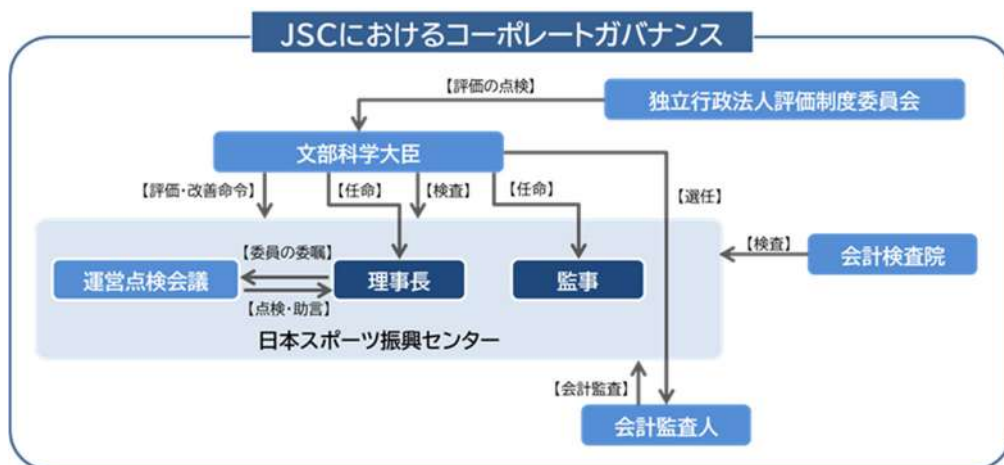 JSCにおけるコーポレートガバナンス
【評価の点検】
独立行政法人評価制度委員会
文部科学大臣
【評価・改善命令】
【任命】
【検査】
【任命】
【選任】
【検査】
会計検査院
【委員の委嘱】
運営点検会議
理事長
監事
【点検・助言】
日本スポーツ振興センター
【会計監査】
会計監査人